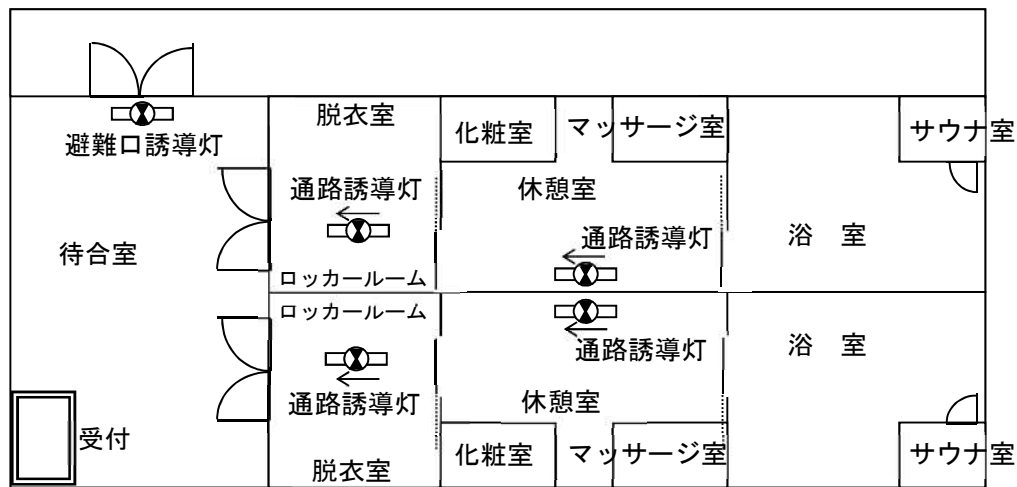 脱衣室
化粧室
マッサージ室
サウナ室
避難口誘導灯
通路誘導灯
休憩室
待合室
通路誘導灯
浴　室
ロッカールーム
ロッカールーム
通路誘導灯
浴　室
通路誘導灯
休憩室
受付
化粧室
マッサージ室
サウナ室
脱衣室